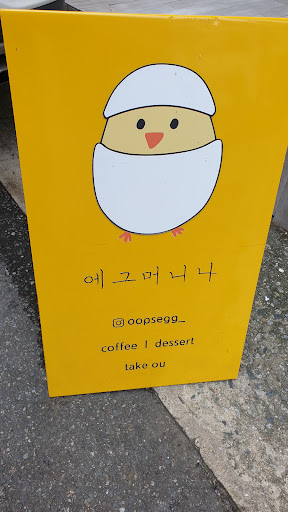 에그머니나
oopsegg_
coffee | dessert
take ou